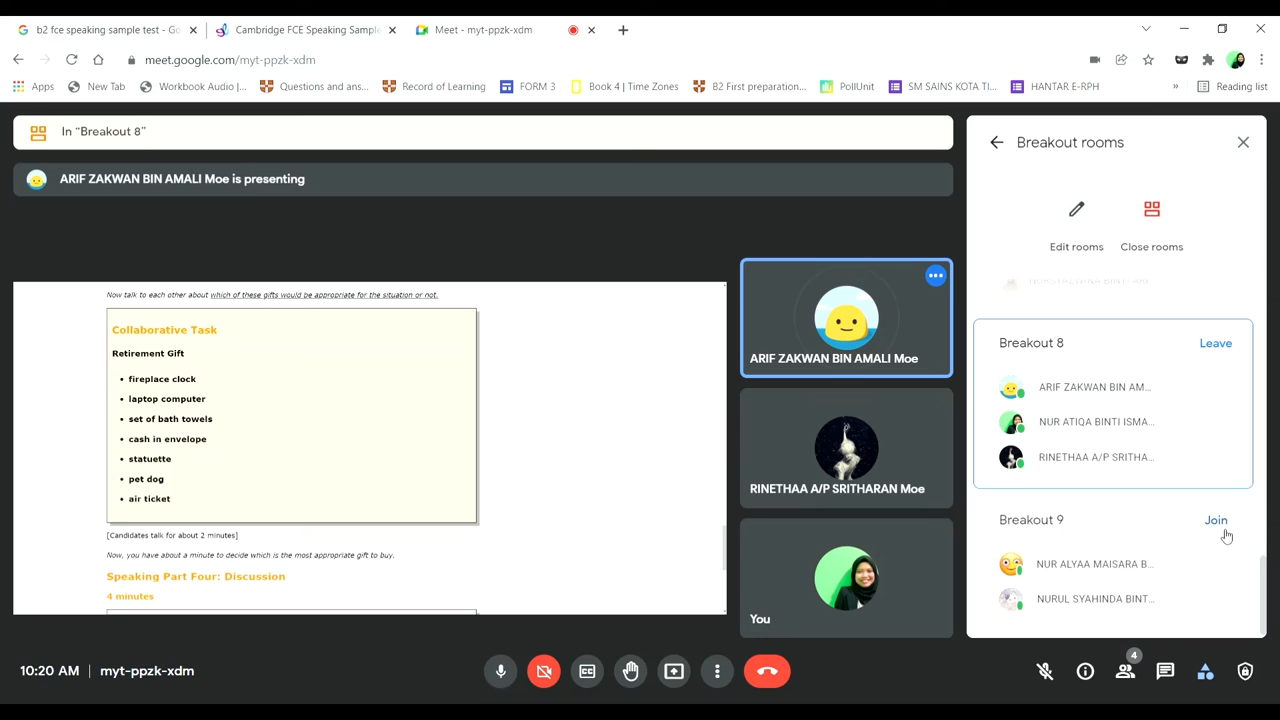 b2 fce speaking sample test - Go
Cambridge FCE Speaking Sample
Meet - myt-ppzk-xdm
meet.google.com/myt-ppzk-xdm
Apps
New Tab
Workbook Audio |...
Questions and ans...
Record of Learning
FORM 3
Book 4 | Time Zones
B2 First preparation...
PollUnit
SM SAINS KOTA TI...
HANTAR E-RPH
»
Reading list
In “Breakout 8”
ARIF ZAKWAN BIN AMALI Moe is presenting
Now talk to each other about which of these gifts would be appropriate for the situation or not.
Collaborative Task
Retirement Gift
• fireplace clock
• laptop computer
• set of bath towels
• cash in envelope
• statuette
• pet dog
• air ticket
[Candidates talk for about 2 minutes]
Now, you have about a minute to decide which is the most appropriate gift to buy.
Speaking Part Four: Discussion
4 minutes
ARIF ZAKWAN BIN AMALI Moe
RINETHAA A/P SRITHARAN Moe
You
Breakout rooms
Edit rooms
Close rooms
Breakout 8
Leave
ARIF ZAKWAN BIN AM...
NUR ATIQA BINTI ISMA...
RINETHAA A/P SRITHA...
Breakout 9
Join
NUR ALYAA MAISARA B...
NURUL SYAHINDA BINT...
10:20 AM | myt-ppzk-xdm
CC
4